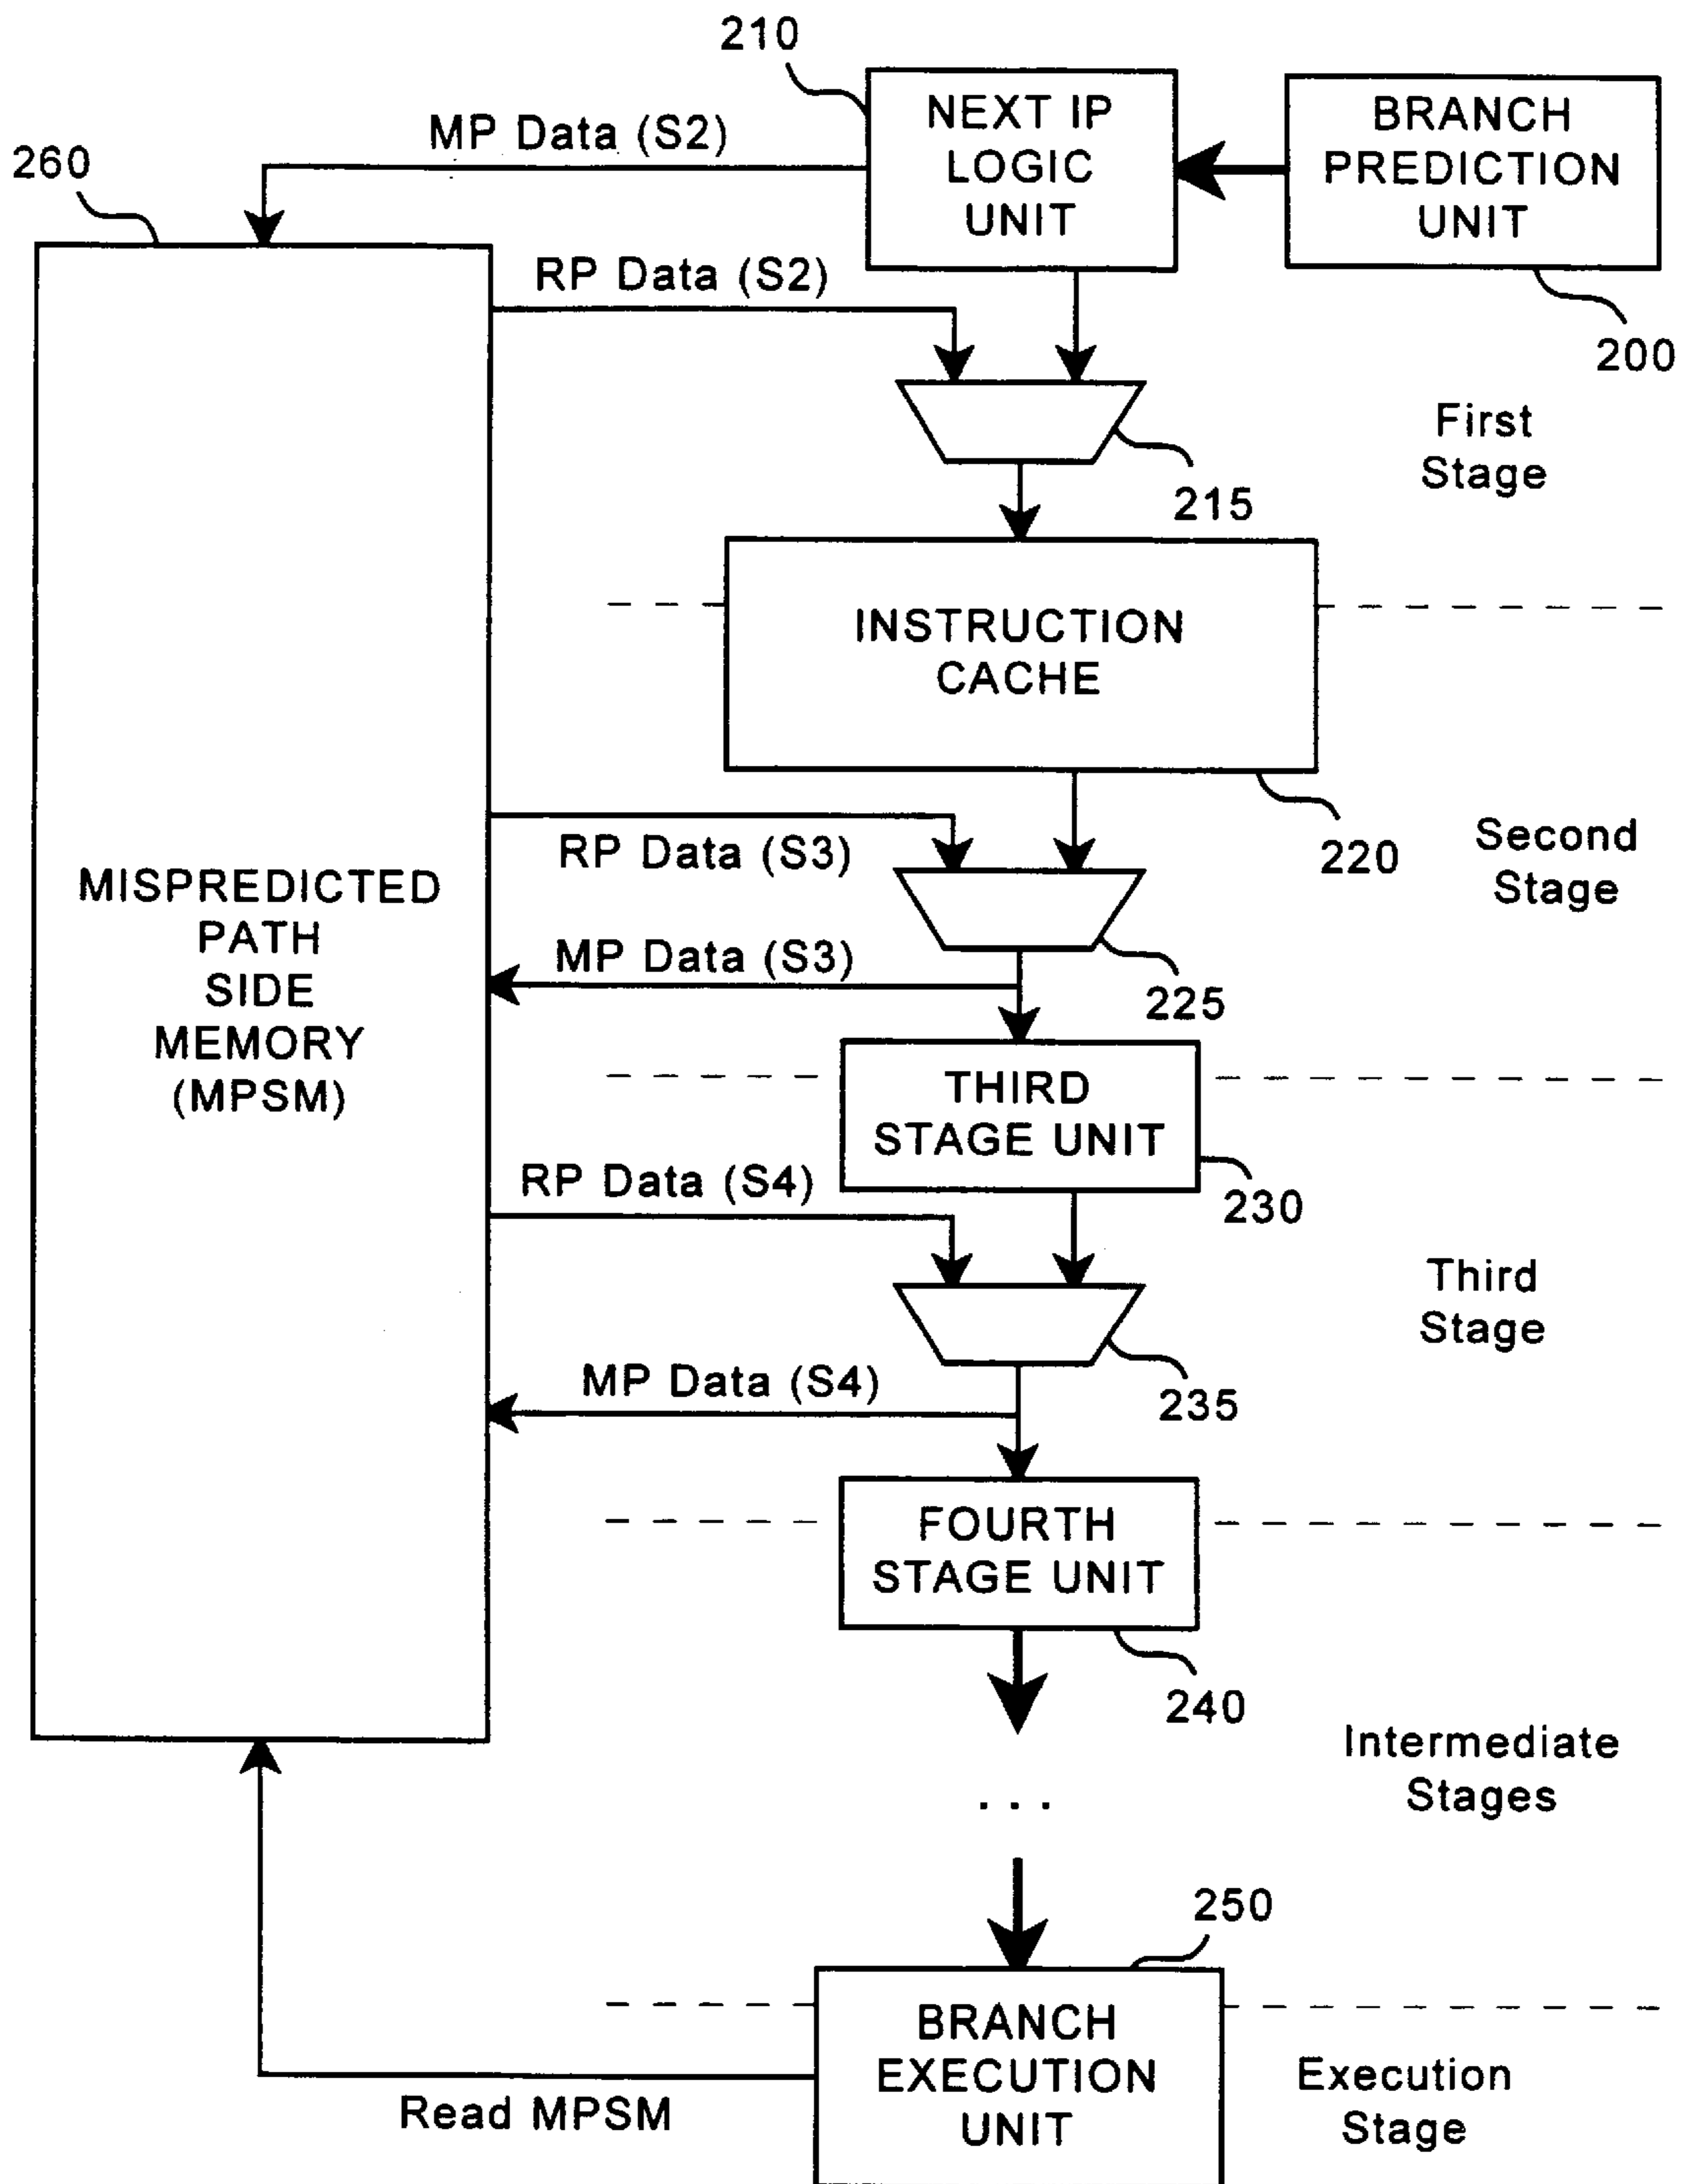 210
NEXT IP
LOGIC
UNIT
BRANCH
PREDICTION
UNIT
MP Data (S2)
260
RP Data (S2)
200
First
Stage
215
INSTRUCTION
CACHE
220
Second
Stage
RP Data (S3)
MISPREDICTED
PATH
SIDE
MEMORY
(MPSM)
MP Data (S3)
225
THIRD
STAGE UNIT
RP Data (S4)
230
Third
Stage
MP Data (S4)
235
FOURTH
STAGE UNIT
240
Intermediate
Stages
...
250
BRANCH
EXECUTION
UNIT
Execution
Stage
Read MPSM